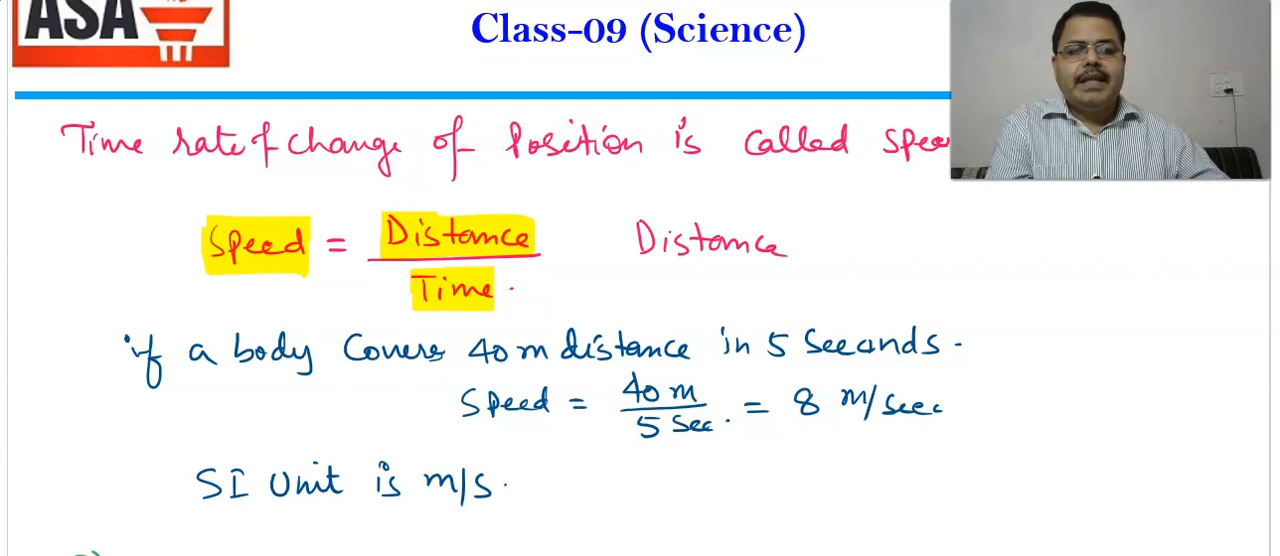 ASA
Class-09 (Science)
Time rate of change of Position is called Spee
Speed = Distance / Time
Distance
if a body Covers 40 m distance in 5 Seconds.
Speed = 40 m / 5 Sec. = 8 m/sec
SI Unit is m/s.